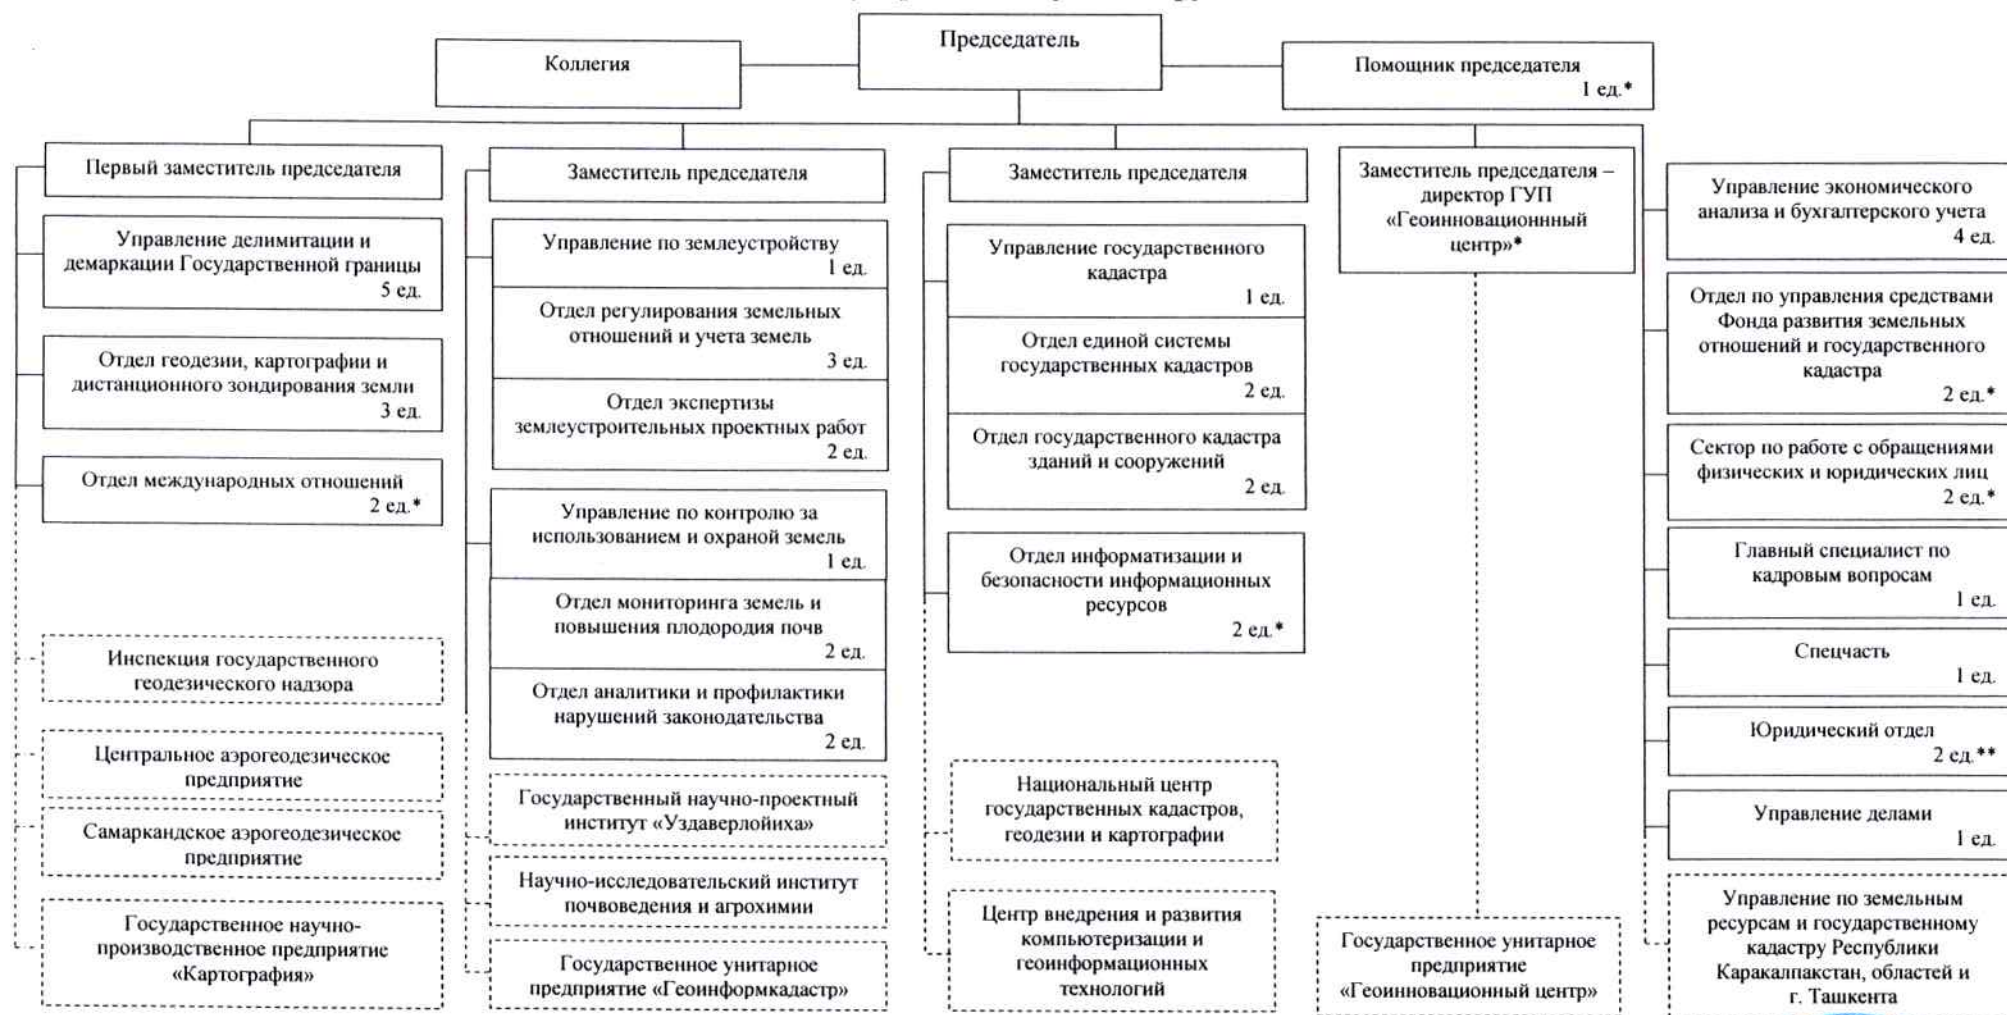 Председатель
Коллегия
Помощник председателя
1 ед.*
Первый заместитель председателя
Управление делимитации и
демаркации Государственной границы
5 ед.
Отдел геодезии, картографии и
дистанционного зондирования земли
3 ед.
Отдел международных отношений
2 ед.*
Инспекция государственного
геодезического надзора
Центральное аэрогеодезическое
предприятие
Самаркандское аэрогеодезическое
предприятие
Государственное научно-
производственное предприятие
«Картография»
Заместитель председателя
Управление по землеустройству
1 ед.
Отдел регулирования земельных
отношений и учета земель
3 ед.
Отдел экспертизы
землеустроительных проектных работ
2 ед.
Управление по контролю за
использованием и охраной земель
1 ед.
Отдел мониторинга земель и
повышения плодородия почв
2 ед.
Отдел аналитики и профилактики
нарушений законодательства
2 ед.
Государственный научно-проектный
институт «Уздаверлойиха»
Научно-исследовательский институт
почвоведения и агрохимии
Государственное унитарное
предприятие «Геоинформкадастр»
Заместитель председателя
Управление государственного
кадастра
1 ед.
Отдел единой системы
государственных кадастров
2 ед.
Отдел государственного кадастра
зданий и сооружений
2 ед.
Отдел информатизации и
безопасности информационных
ресурсов
2 ед.*
Национальный центр
государственных кадастров,
геодезии и картографии
Центр внедрения и развития
компьютеризации и
геоинформационных
технологий
Заместитель председателя –
директор ГУП
«Геоинновационнный
центр»*
Государственное унитарное
предприятие
«Геоинновационный центр»
Управление экономического
анализа и бухгалтерского учета
4 ед.
Отдел по управления средствами
Фонда развития земельных
отношений и государственного
кадастра
2 ед.*
Сектор по работе с обращениями
физических и юридических лиц
2 ед.*
Главный специалист по
кадровым вопросам
1 ед.
Спецчасть
1 ед.
Юридический отдел
2 ед.**
Управление делами
1 ед.
Управление по земельным
ресурсам и государственному
кадастру Республики
Каракалпакстан, областей и
г. Ташкента